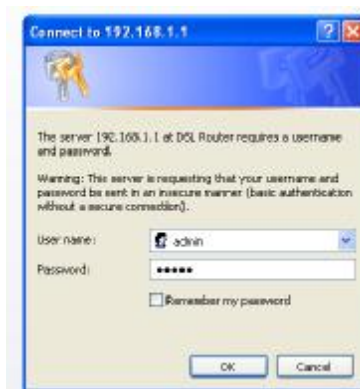 Connect to 192.168.1.1
The server 192.168.1.1 at DSL Router requires a username
and password.
Warning: This server is requesting that your username and
password be sent in an insecure manner (basic authentication
without a secure connection).
User name:
admin
Password:
•••••
Remember my password
OK
Cancel